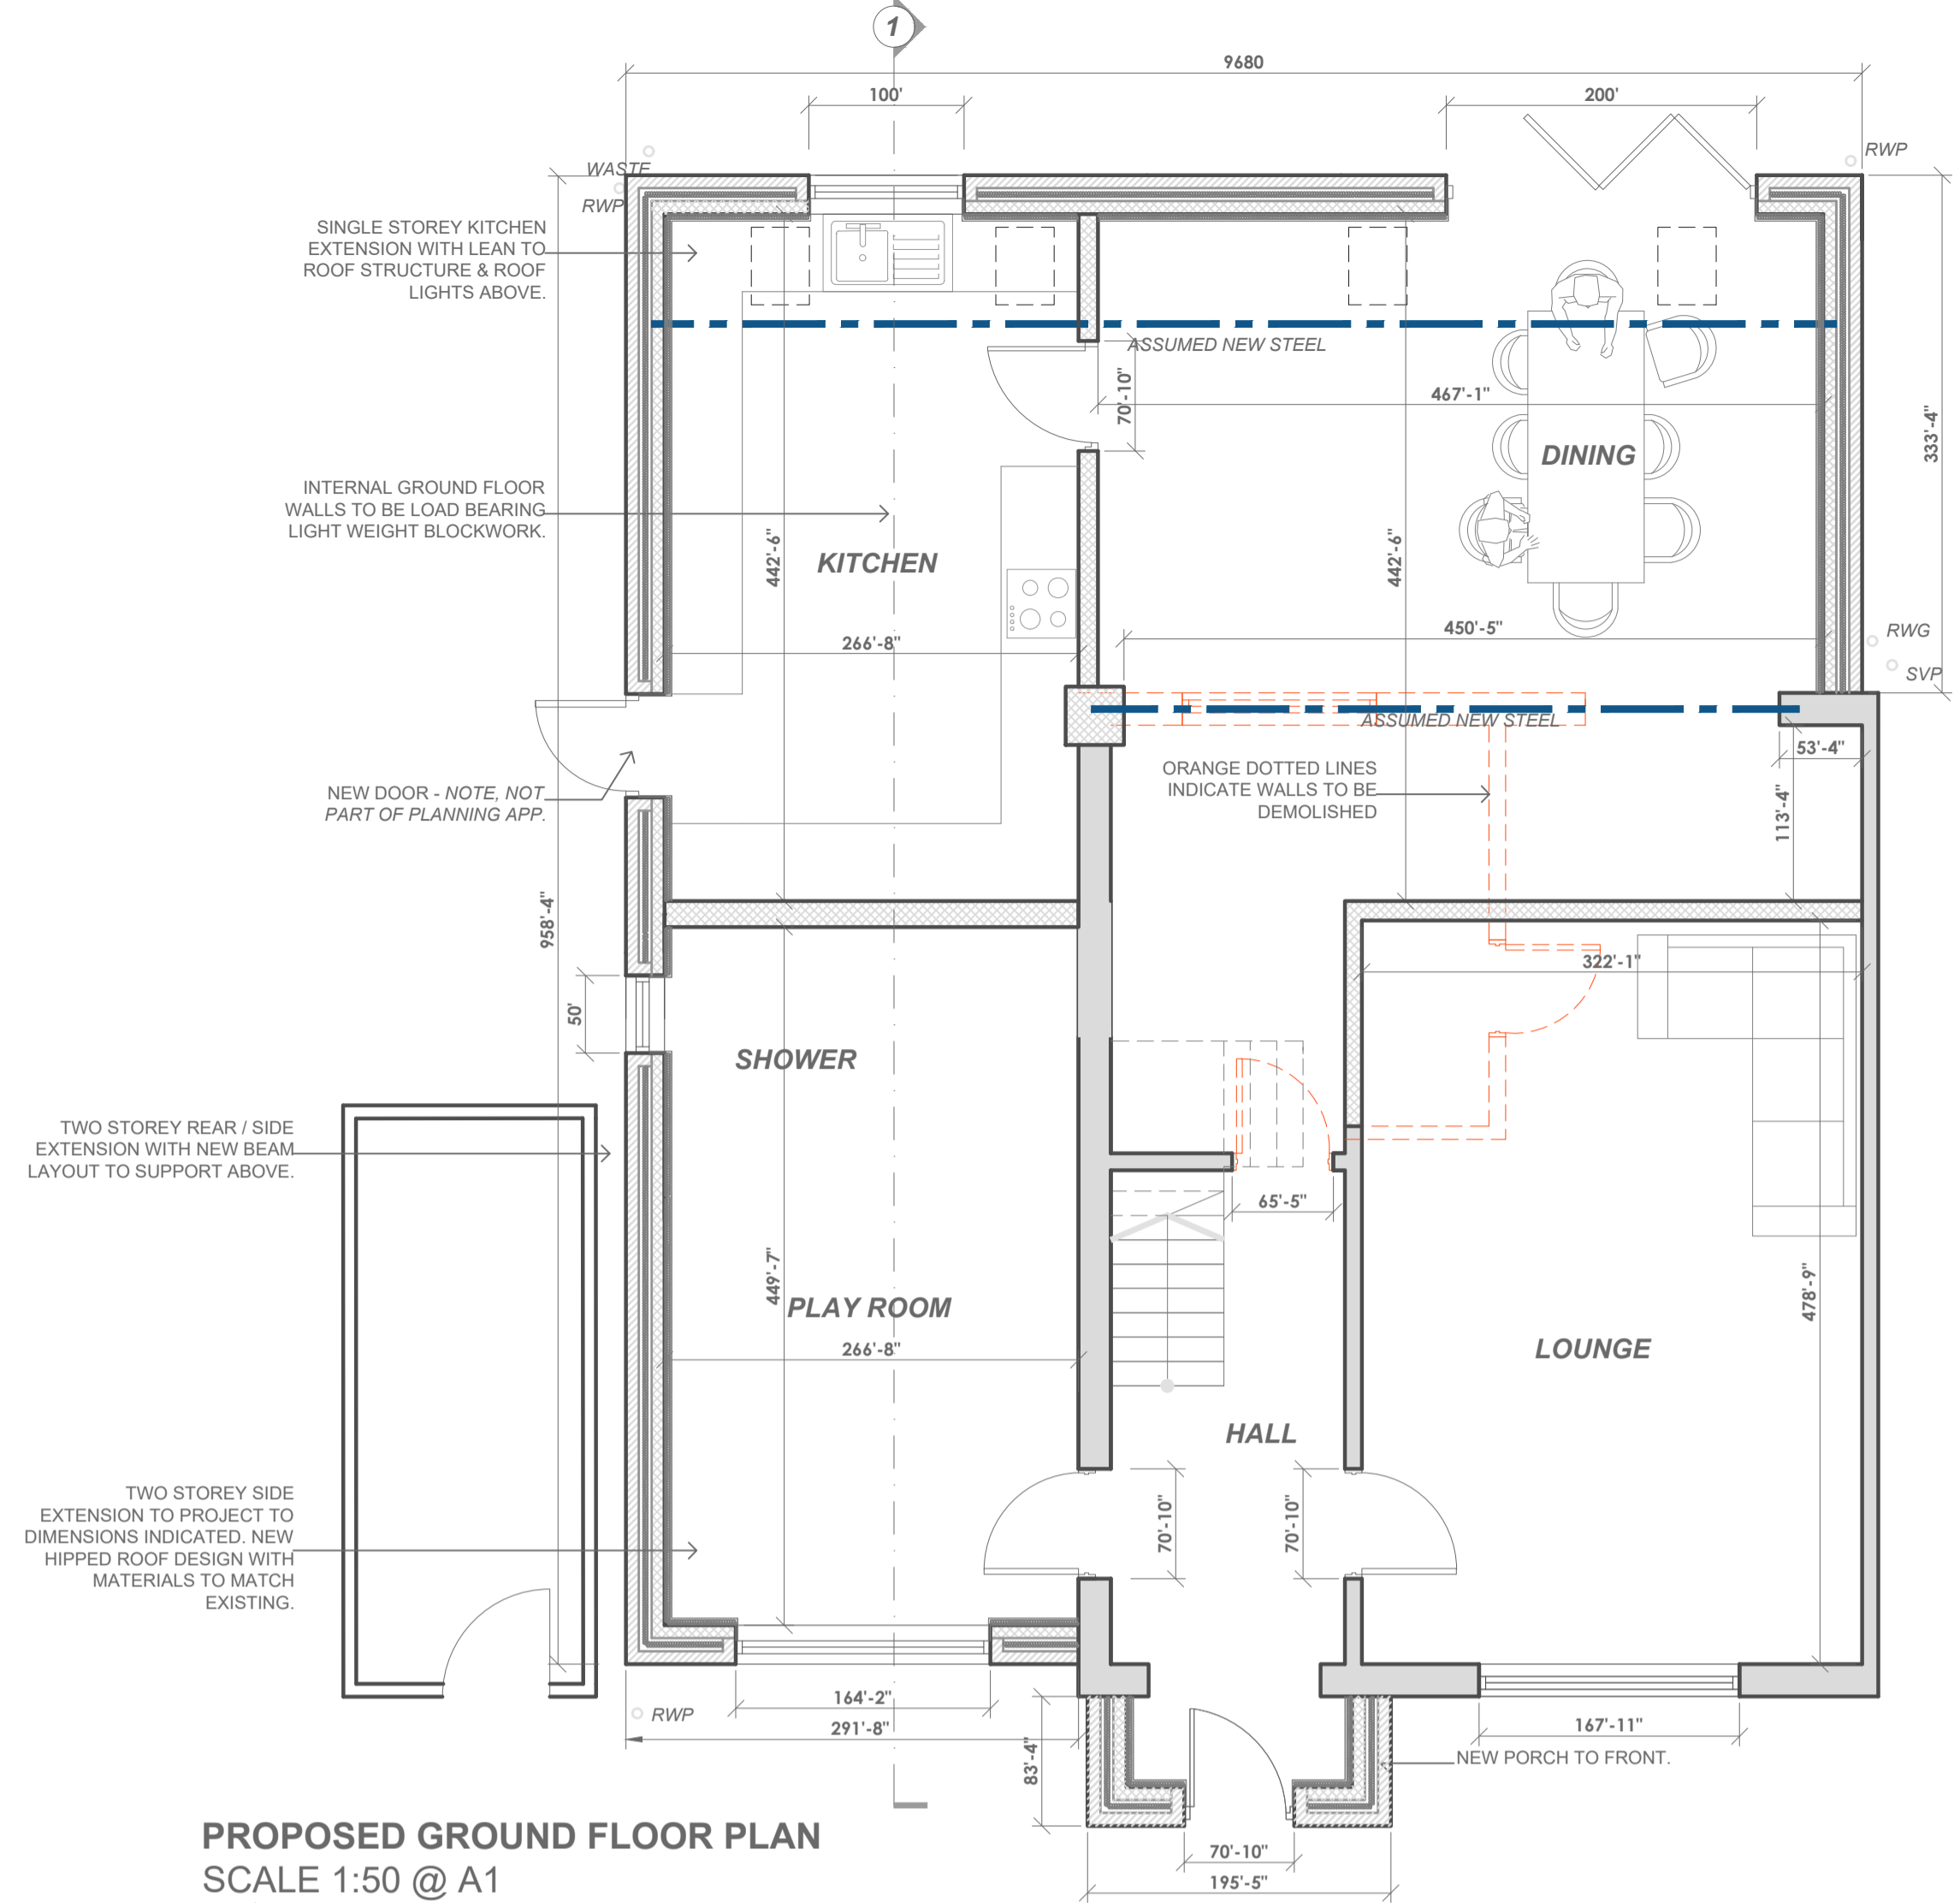 1
9680
100'
200'
RWP
WASTE
RWP
SINGLE STOREY KITCHEN
EXTENSION WITH LEAN TO
ROOF STRUCTURE & ROOF
LIGHTS ABOVE.
ASSUMED NEW STEEL
70'-10"
467'-1"
333'-4"
DINING
INTERNAL GROUND FLOOR
WALLS TO BE LOAD BEARING
LIGHT WEIGHT BLOCKWORK.
442'-6"
KITCHEN
442'-6"
266'-8"
450'-5"
RWG
SVP
ASSUMED NEW STEEL
53'-4"
ORANGE DOTTED LINES
INDICATE WALLS TO BE
DEMOLISHED
NEW DOOR - NOTE, NOT
PART OF PLANNING APP.
113'-4"
958'-4"
322'-1"
50'
SHOWER
TWO STOREY REAR / SIDE
EXTENSION WITH NEW BEAM
LAYOUT TO SUPPORT ABOVE.
65'-5"
449'-7"
PLAY ROOM
478'-9"
266'-8"
LOUNGE
HALL
TWO STOREY SIDE
EXTENSION TO PROJECT TO
DIMENSIONS INDICATED. NEW
HIPPED ROOF DESIGN WITH
MATERIALS TO MATCH
EXISTING.
70'-10"
70'-10"
RWP
164'-2"
291'-8"
83'-4"
167'-11"
NEW PORCH TO FRONT.
70'-10"
195'-5"
PROPOSED GROUND FLOOR PLAN
SCALE 1:50 @ A1